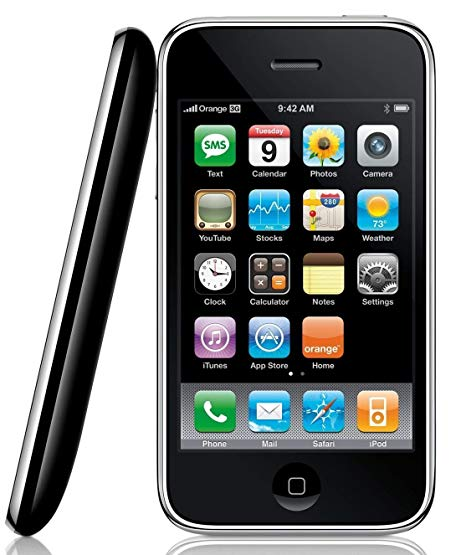 Orange 3G 9:42 AM
SMS Tuesday 9 280 73°
Text Calendar Photos Camera
YouTube Stocks Maps Weather
Clock Calculator Notes Settings
orange™
iTunes App Store Home
Phone Mail Safari iPod